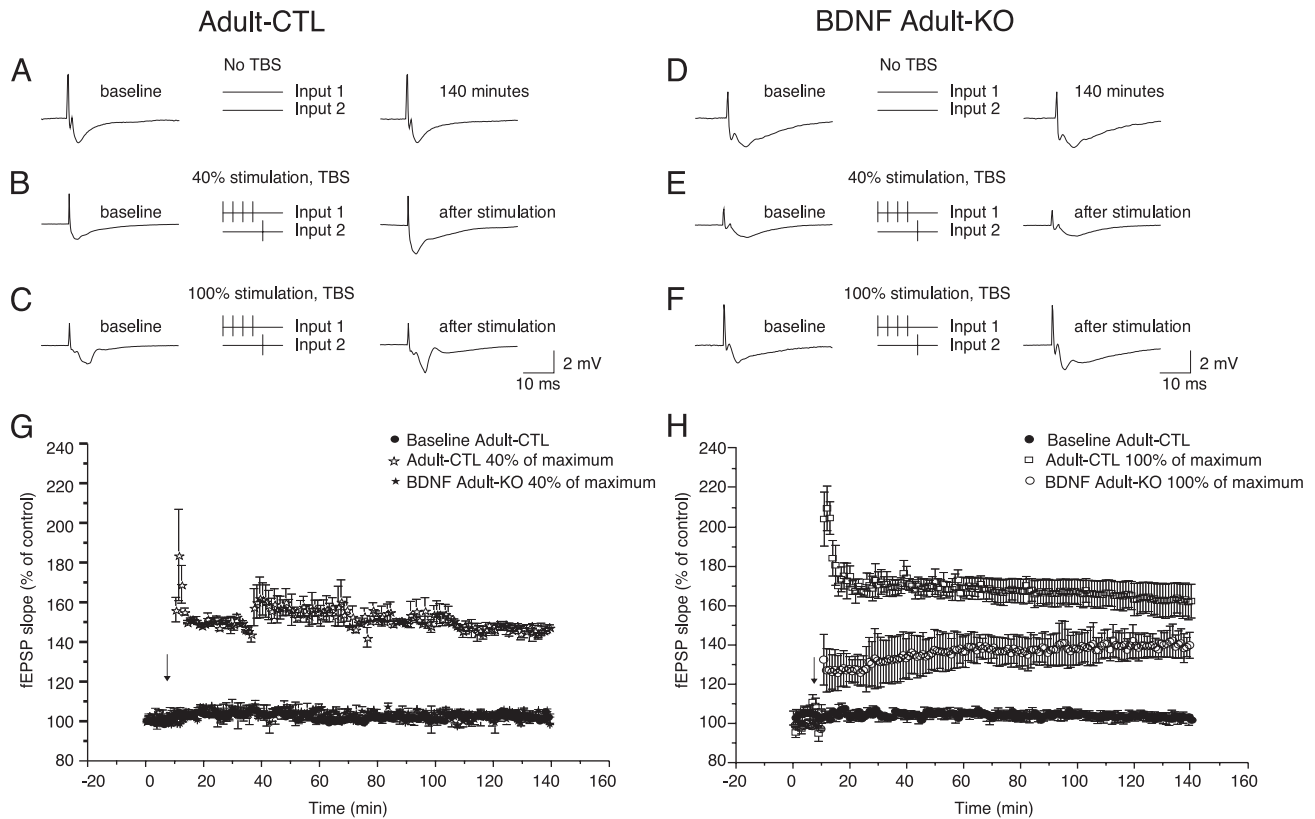 Adult-CTL
BDNF Adult-KO
A
No TBS
baseline
Input 1
Input 2
140 minutes
B
40% stimulation, TBS
baseline
Input 1
Input 2
after stimulation
C
100% stimulation, TBS
baseline
Input 1
Input 2
after stimulation
2 mV
10 ms
D
No TBS
baseline
Input 1
Input 2
140 minutes
E
40% stimulation, TBS
baseline
Input 1
Input 2
after stimulation
F
100% stimulation, TBS
baseline
Input 1
Input 2
after stimulation
2 mV
10 ms
G
Baseline Adult-CTL
Adult-CTL 40% of maximum
BDNF Adult-KO 40% of maximum
fEPSP slope (% of control)
240
220
200
180
160
140
120
100
80
-20 0 20 40 60 80 100 120 140 160
Time (min)
H
Baseline Adult-CTL
Adult-CTL 100% of maximum
BDNF Adult-KO 100% of maximum
fEPSP slope (% of control)
240
220
200
180
160
140
120
100
80
-20 0 20 40 60 80 100 120 140 160
Time (min)